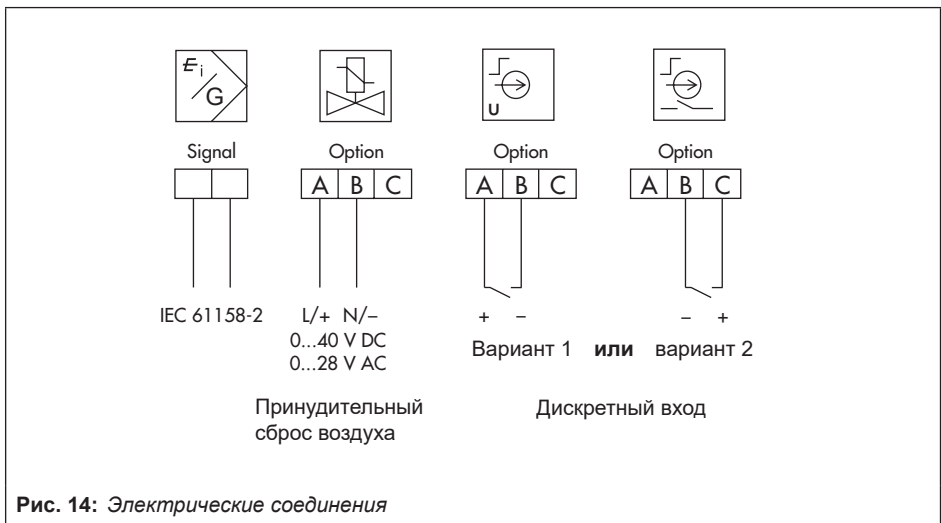 E i / G
U
Signal Option Option Option
A B C A B C A B C
IEC 61158-2 L/+ N/– + – – +
0...40 V DC
0...28 V AC
Вариант 1 или вариант 2
Принудительный
сброс воздуха
Дискретный вход
Рис. 14: Электрические соединения